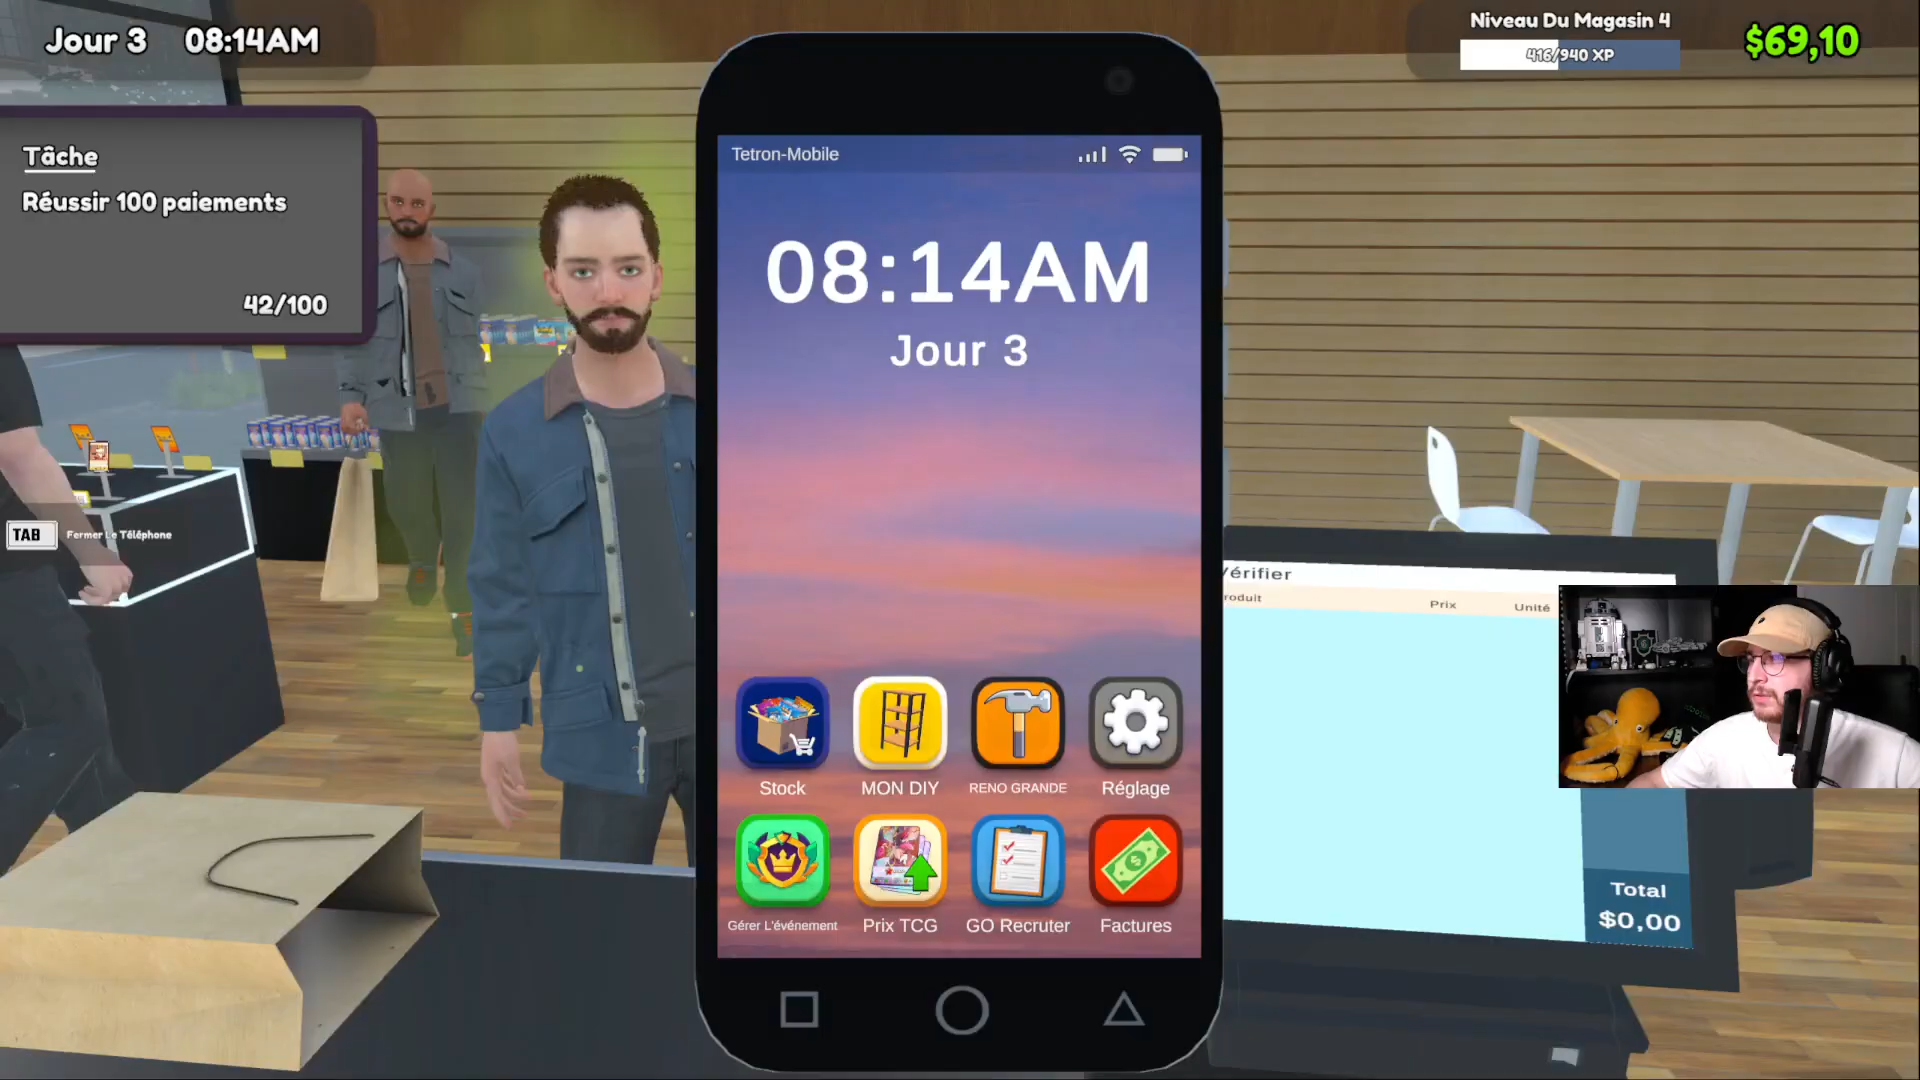 Jour 3 08:14AM
Niveau Du Magasin 4
416/940 XP
$69,10
Tâche
Réussir 100 paiements
42/100
TAB Fermer Le Téléphone
Tetron-Mobile
08:14AM
Jour 3
Stock MON DIY RENO GRANDE Réglage
Gérer L'événement Prix TCG GO Recruter Factures
Vérifier
roduit Prix Unité
Total
$0,00